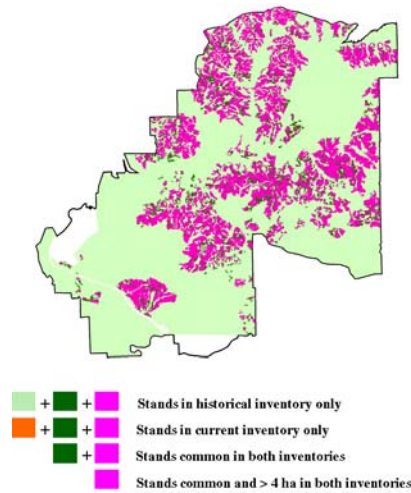 + + Stands in historical inventory only
+ + Stands in current inventory only
+ Stands common in both inventories
Stands common and > 4 ha in both inventories